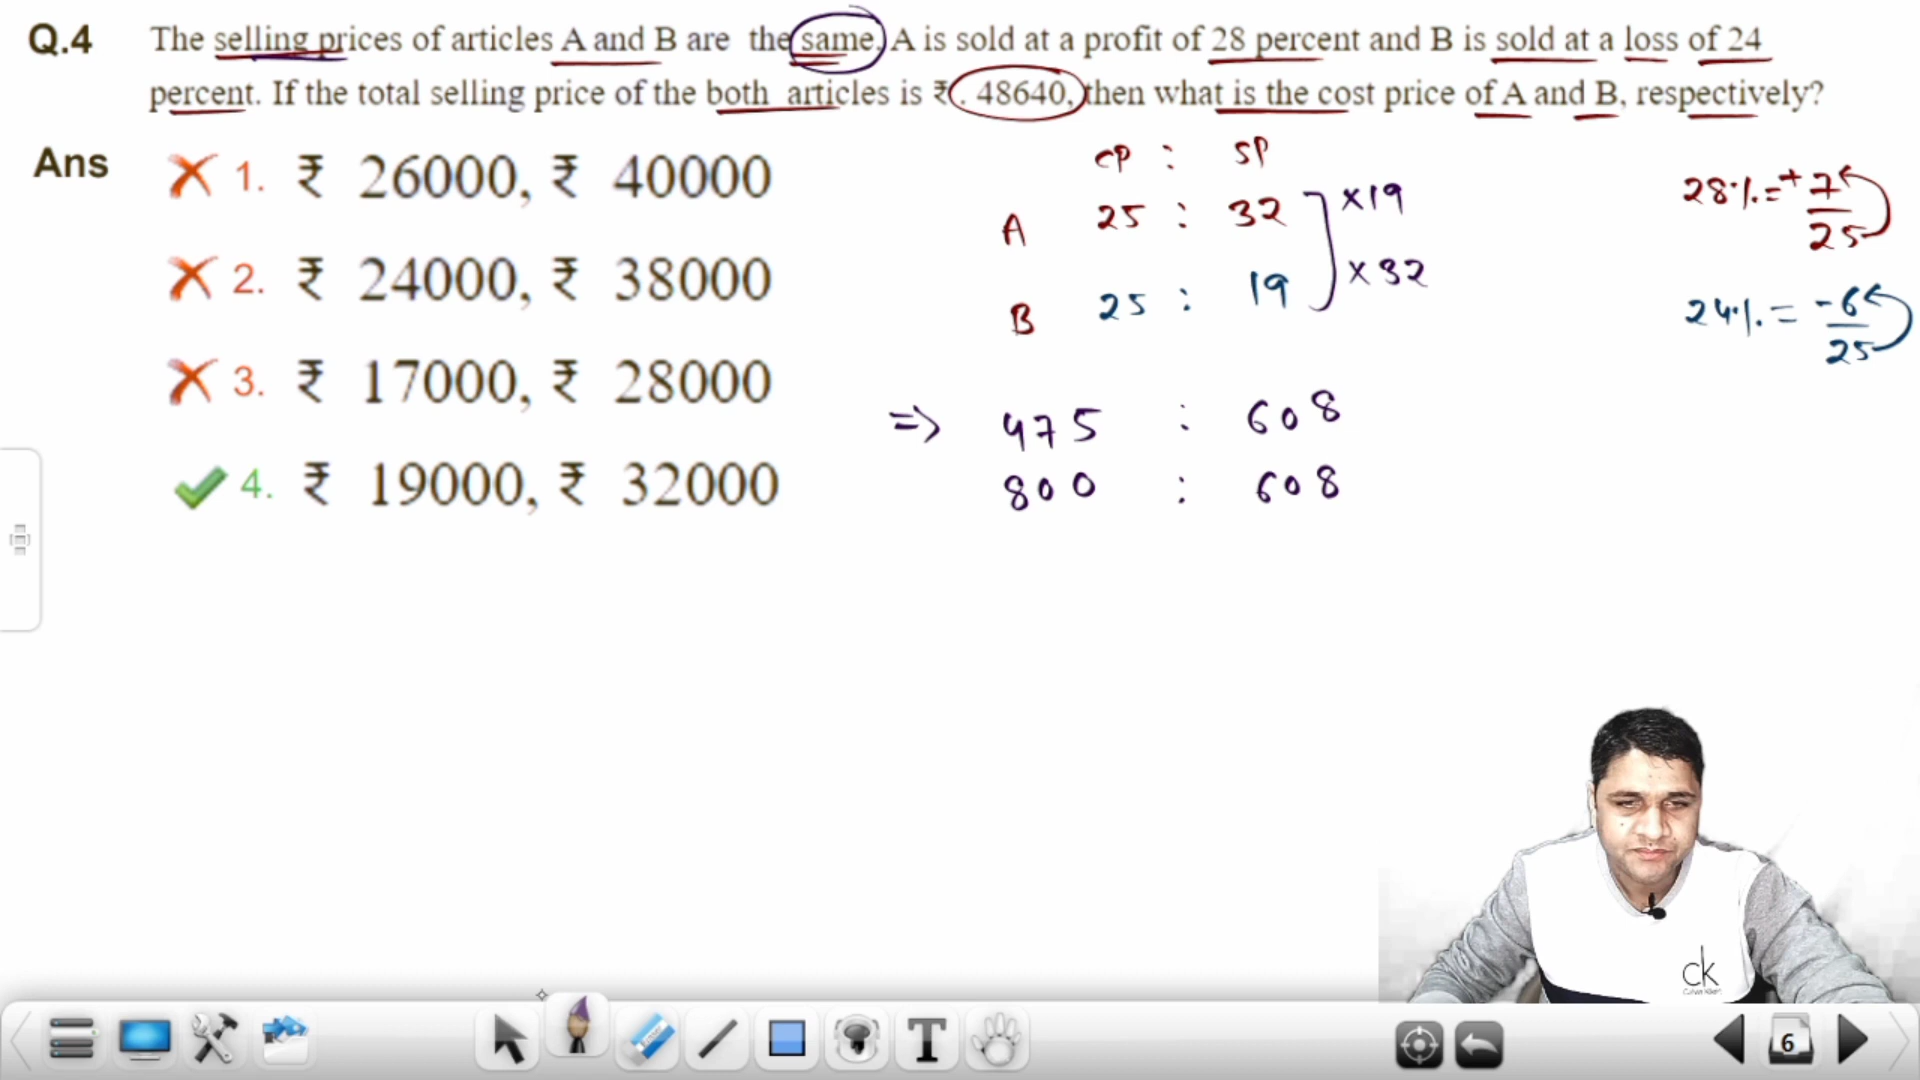 Q.4 The selling prices of articles A and B are the same. A is sold at a profit of 28 percent and B is sold at a loss of 24
percent. If the total selling price of the both articles is ₹. 48640, then what is the cost price of A and B, respectively?
Ans
1. ₹ 26000, ₹ 40000
2. ₹ 24000, ₹ 38000
3. ₹ 17000, ₹ 28000
4. ₹ 19000, ₹ 32000
CP : SP
A 25 : 32 ×19
B 25 : 19 ×32
=> 475 : 608
800 : 608
28% = +7/25
24% = -6/25
ck
Calvin Klein
T
6